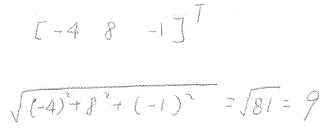 [-4 8 -1]ᵀ
√((-4)² + 8² + (-1)²) = √81 = 9